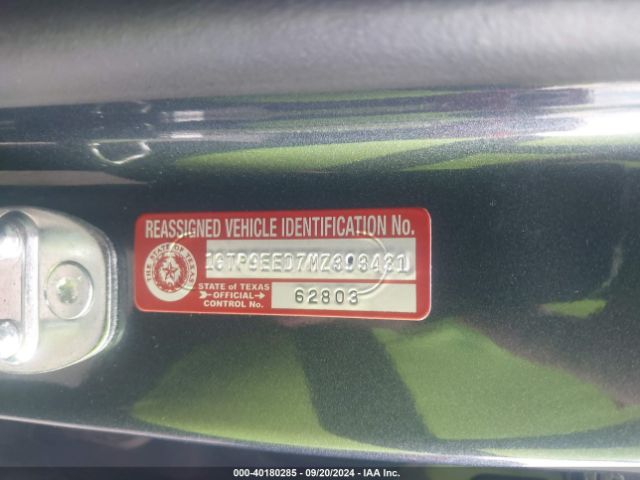 REASSIGNED VEHICLE IDENTIFICATION No.
THE STATE OF TEXAS
STATE of TEXAS
OFFICIAL
CONTROL No.
62803
000-40180285 - 09/20/2024 - IAA Inc.